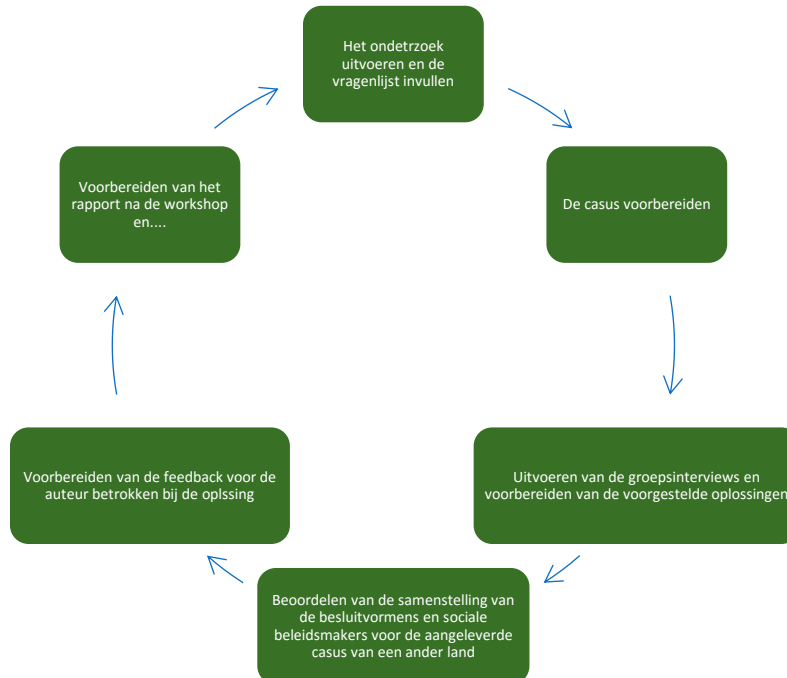 Het ondetrzoek
uitvoeren en de
vragenlijst invullen
De casus voorbereiden
Uitvoeren van de groepsinterviews en
voorbereiden van de voorgestelde oplossingen
Beoordelen van de samenstelling van
de besluitvormens en sociale
beleidsmakers voor de aangeleverde
casus van een ander land
Voorbereiden van de feedback voor de
auteur betrokken bij de oplssing
Voorbereiden van het
rapport na de workshop
en....